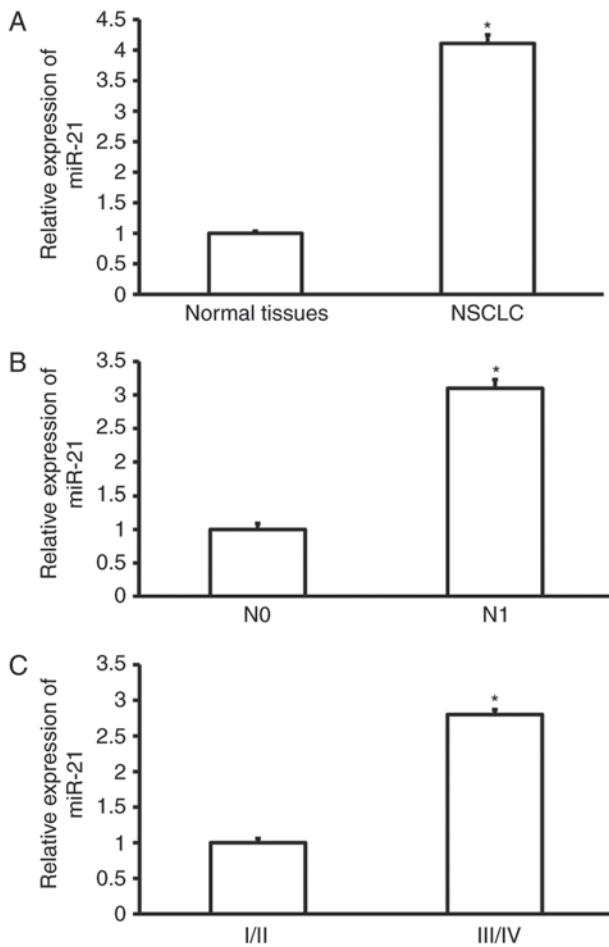 A
Relative expression of
miR-21
4.5
4
3.5
3
2.5
2
1.5
1
0.5
0
*
Normal tissues
NSCLC
B
Relative expression of
miR-21
3.5
3
2.5
2
1.5
1
0.5
0
*
N0
N1
C
Relative expression of
miR-21
3.5
3
2.5
2
1.5
1
0.5
0
*
I/II
III/IV